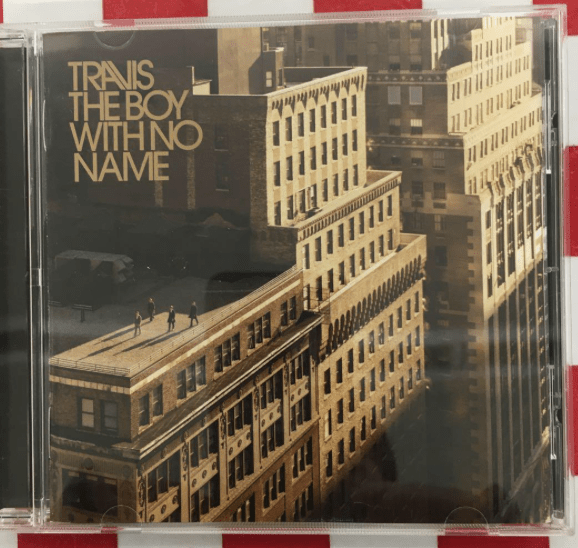 TRAVIS
THE BOY
WITH NO
NAME